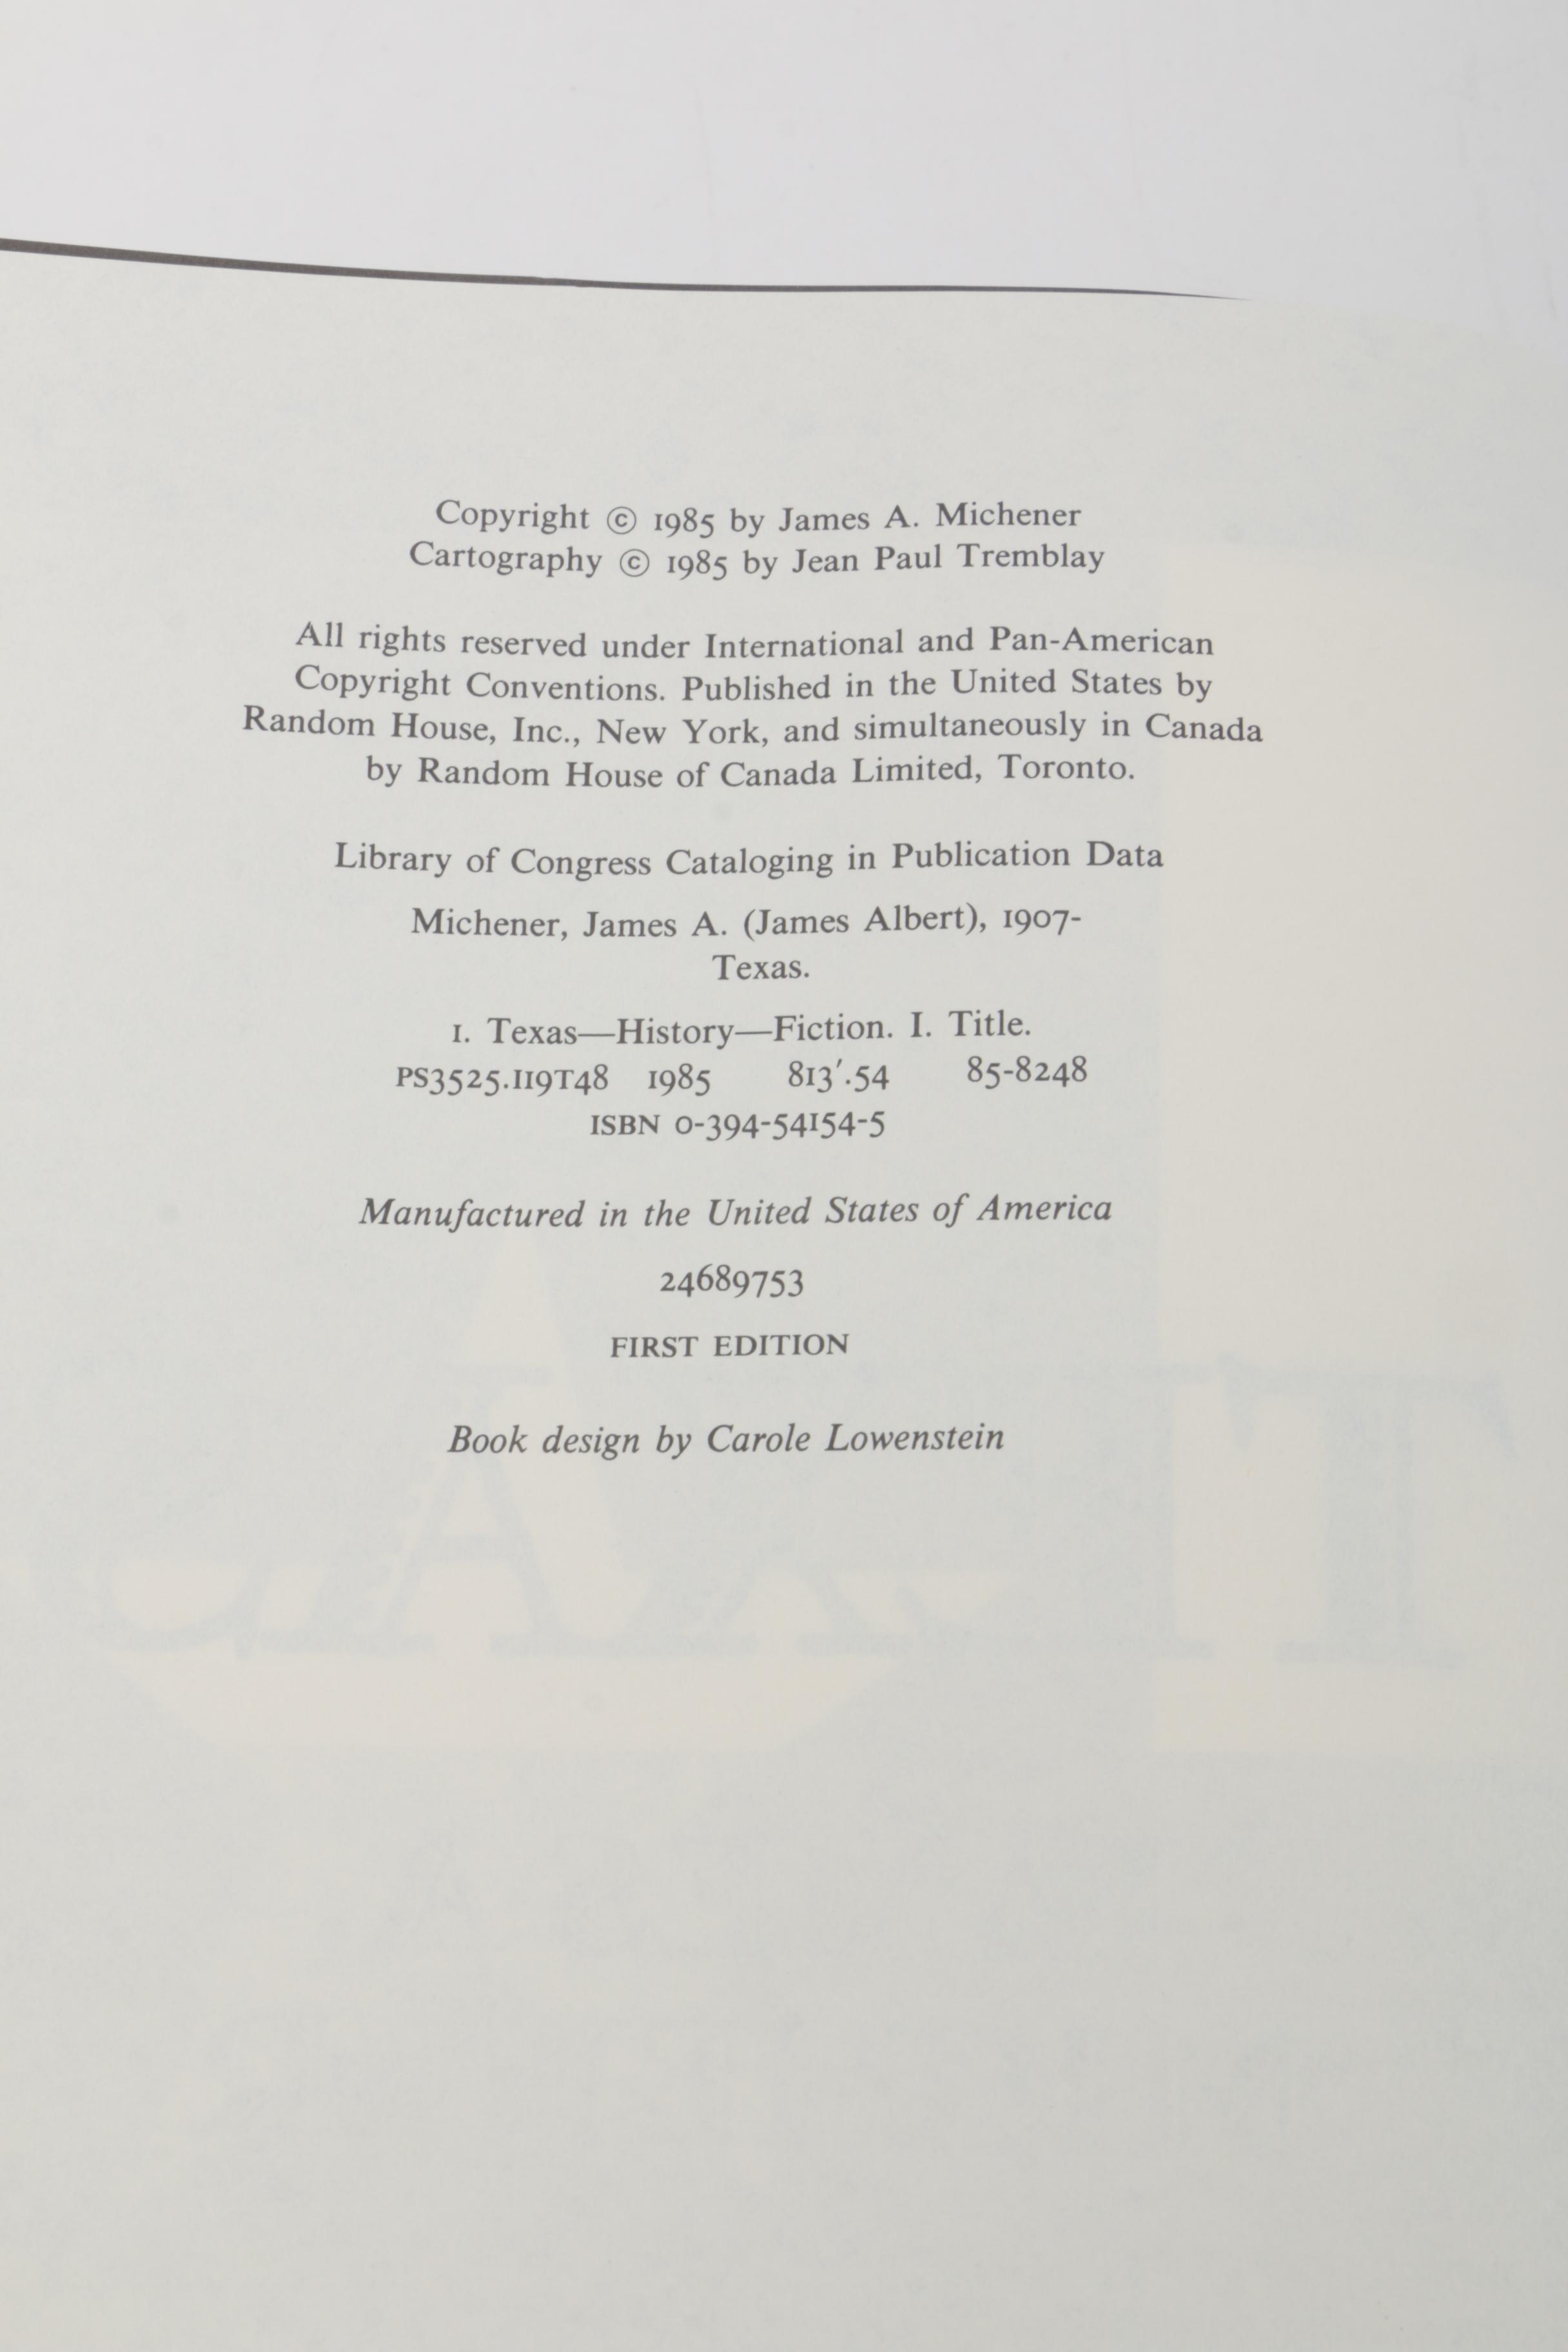 Copyright © 1985 by James A. Michener
Cartography © 1985 by Jean Paul Tremblay
All rights reserved under International and Pan-American
Copyright Conventions. Published in the United States by
Random House, Inc., New York, and simultaneously in Canada
by Random House of Canada Limited, Toronto.
Library of Congress Cataloging in Publication Data
Michener, James A. (James Albert), 1907-
Texas.
1. Texas—History—Fiction. I. Title.
PS3525.I19T48 1985 813′.54 85-8248
ISBN 0-394-54154-5
Manufactured in the United States of America
24689753
FIRST EDITION
Book design by Carole Lowenstein